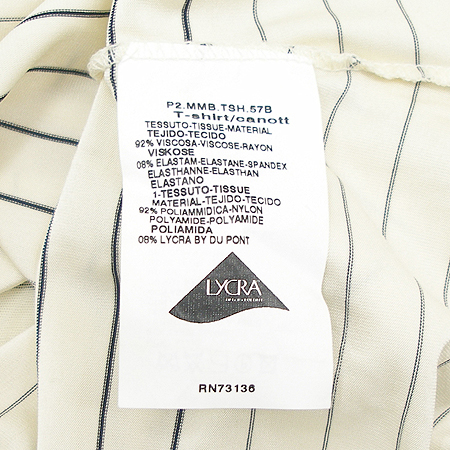 P2.MMB.TSH.57B
T-shirt/canott
TESSUTO-TISSUE-MATERIAL
TEJIDO-TECIDO
92% VISCOSA-VISCOSE-RAYON
VISKOSE
08% ELASTAM-ELASTANE-SPANDEX
ELASTHANNE-ELASTHAN
ELASTANO
1-TESSUTO-TISSUE
MATERIAL-TEJIDO-TECIDO
92% POLIAMMIDICA-NYLON
POLYAMIDE-POLYAMIDE
POLIAMIDA
08% LYCRA BY DU PONT
LYCRA
RN73136